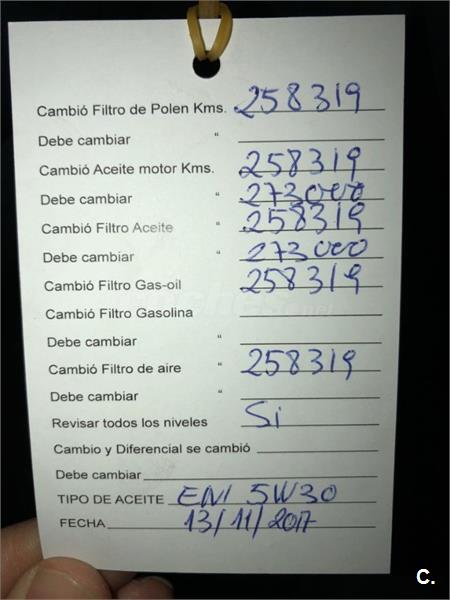 Cambió Filtro de Polen Kms. 258319
Debe cambiar "
Cambió Aceite motor Kms. 258319
Debe cambiar " 273000
Cambió Filtro Aceite " 258319
Debe cambiar " 273000
Cambió Filtro Gas-oil 258319
Cambió Filtro Gasolina
Debe cambiar "
Cambió Filtro de aire " 258319
Debe cambiar "
Revisar todos los niveles Si
Cambio y Diferencial se cambió
Debe cambiar
TIPO DE ACEITE ENI 5W30
FECHA 13/11/2017
C.